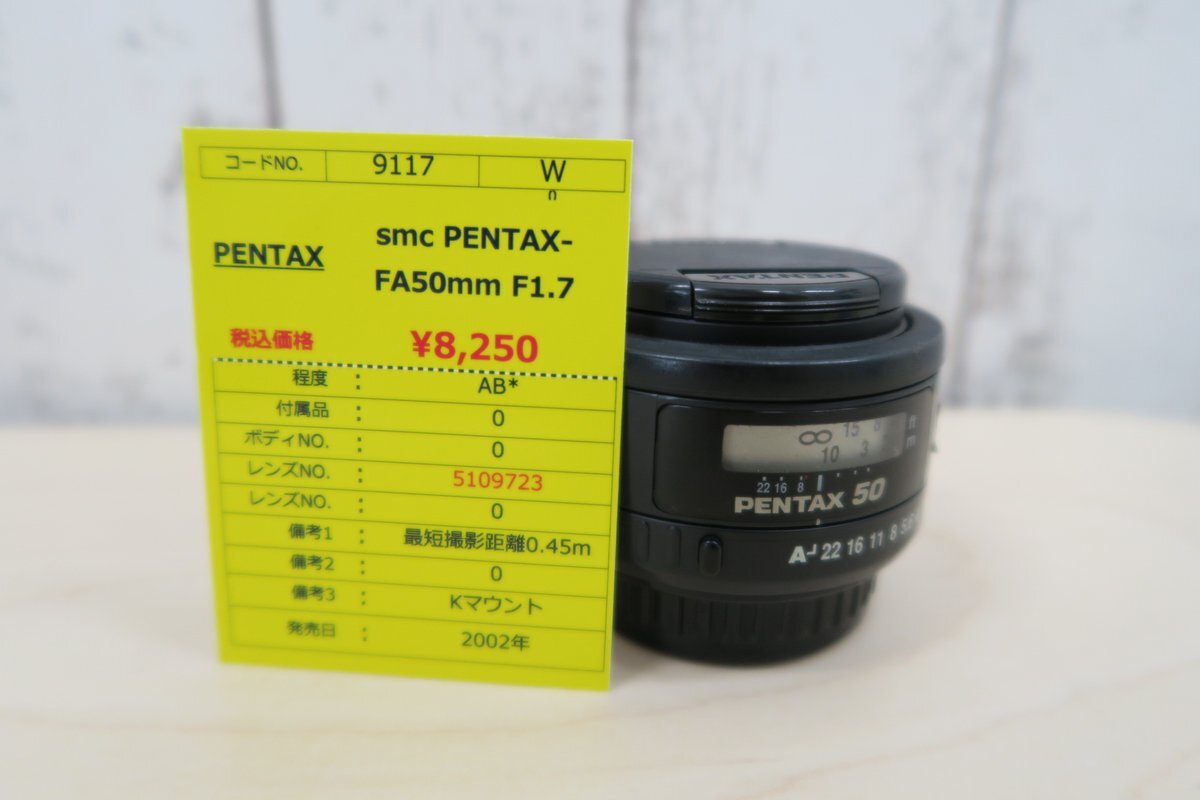 コードNO. 9117 W
0
PENTAX
smc PENTAX-
FA50mm F1.7
税込価格 ¥8,250
程度 : AB*
付属品 : 0
ボディNO. : 0
レンズNO. : 5109723
レンズNO. : 0
備考1 : 最短撮影距離0.45m
備考2 : 0
備考3 : Kマウント
発売日 : 2002年
PENTAX
∞ 15 ft
10 3 m
22 16 8
PENTAX 50
A 22 16 11 8 5.6